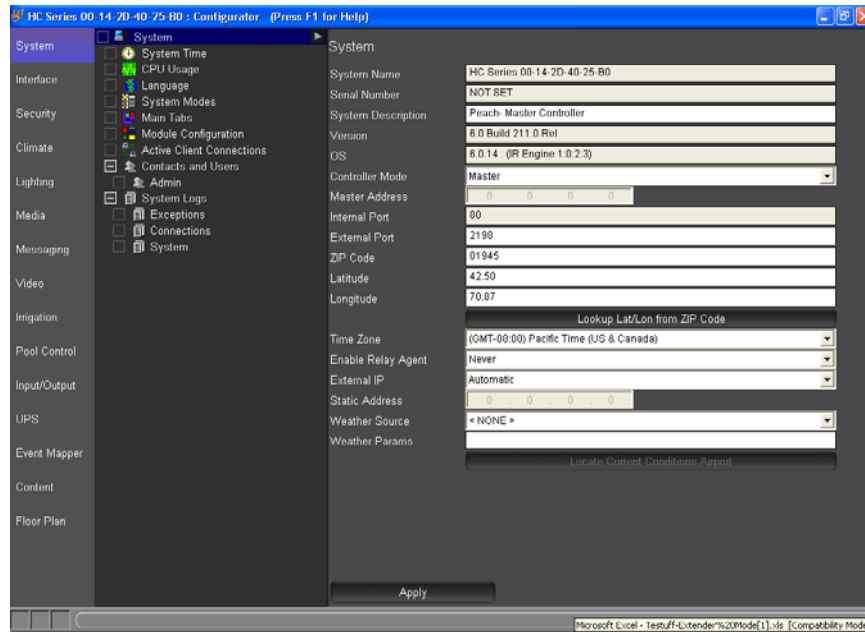 HC Series 00-14-2D-40-25-B0 : Configurator (Press F1 for Help)
System
Interface
Security
Climate
Lighting
Media
Messaging
Video
Irrigation
Pool Control
Input/Output
UPS
Event Mapper
Content
Floor Plan
System
System Time
CPU Usage
Language
System Modes
Main Tabs
Module Configuration
Active Client Connections
Contacts and Users
Admin
System Logs
Exceptions
Connections
System
System
System Name HC Series 00-14-2D-40-25-B0
Serial Number NOT SET
System Description Peach- Master Controller
Version 6.0 Build 211.0 Rel
OS 6.0.14 : (IR Engine 1:0:2:3)
Controller Mode Master
Master Address 0 . 0 . 0 . 0
Internal Port 80
External Port 2198
ZIP Code 01945
Latitude 42.50
Longitude 70.87
Lookup Lat/Lon from ZIP Code
Time Zone (GMT-08:00) Pacific Time (US & Canada)
Enable Relay Agent Never
External IP Automatic
Static Address 0 . 0 . 0 . 0
Weather Source < NONE >
Weather Params
Locate Current Conditions Airport
Apply
Microsoft Excel - Testuff-Extender%20Mode[1].xls [Compatibility Mode